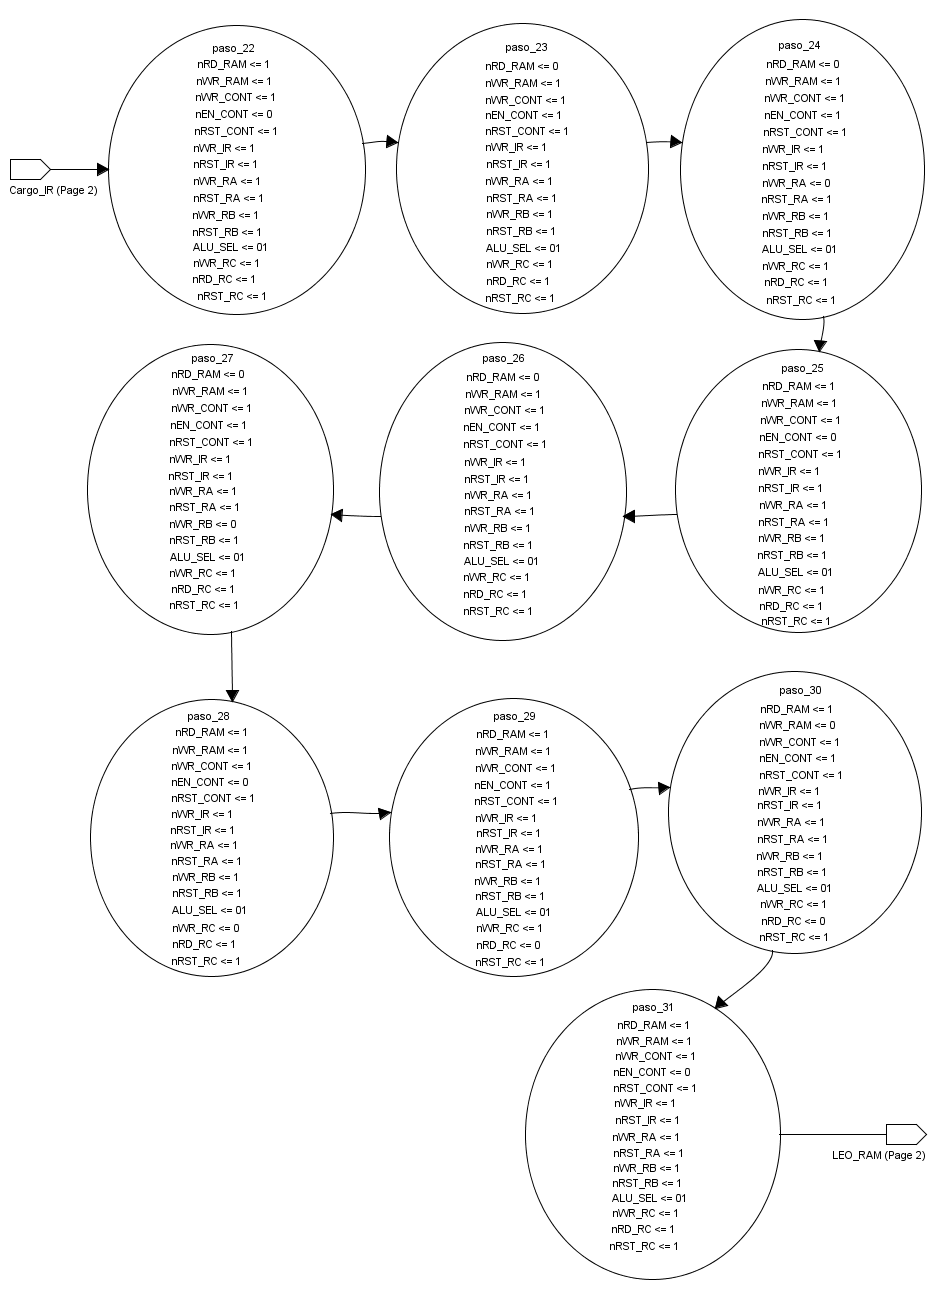 Cargo_IR (Page 2)
paso_22
nRD_RAM <= 1
nWR_RAM <= 1
nWR_CONT <= 1
nEN_CONT <= 0
nRST_CONT <= 1
nWR_IR <= 1
nRST_IR <= 1
nWR_RA <= 1
nRST_RA <= 1
nWR_RB <= 1
nRST_RB <= 1
ALU_SEL <= 01
nWR_RC <= 1
nRD_RC <= 1
nRST_RC <= 1
paso_23
nRD_RAM <= 0
nWR_RAM <= 1
nWR_CONT <= 1
nEN_CONT <= 1
nRST_CONT <= 1
nWR_IR <= 1
nRST_IR <= 1
nWR_RA <= 1
nRST_RA <= 1
nWR_RB <= 1
nRST_RB <= 1
ALU_SEL <= 01
nWR_RC <= 1
nRD_RC <= 1
nRST_RC <= 1
paso_24
nRD_RAM <= 0
nWR_RAM <= 1
nWR_CONT <= 1
nEN_CONT <= 1
nRST_CONT <= 1
nWR_IR <= 1
nRST_IR <= 1
nWR_RA <= 0
nRST_RA <= 1
nWR_RB <= 1
nRST_RB <= 1
ALU_SEL <= 01
nWR_RC <= 1
nRD_RC <= 1
nRST_RC <= 1
paso_25
nRD_RAM <= 1
nWR_RAM <= 1
nWR_CONT <= 1
nEN_CONT <= 0
nRST_CONT <= 1
nWR_IR <= 1
nRST_IR <= 1
nWR_RA <= 1
nRST_RA <= 1
nWR_RB <= 1
nRST_RB <= 1
ALU_SEL <= 01
nWR_RC <= 1
nRD_RC <= 1
nRST_RC <= 1
paso_26
nRD_RAM <= 0
nWR_RAM <= 1
nWR_CONT <= 1
nEN_CONT <= 1
nRST_CONT <= 1
nWR_IR <= 1
nRST_IR <= 1
nWR_RA <= 1
nRST_RA <= 1
nWR_RB <= 1
nRST_RB <= 1
ALU_SEL <= 01
nWR_RC <= 1
nRD_RC <= 1
nRST_RC <= 1
paso_27
nRD_RAM <= 0
nWR_RAM <= 1
nWR_CONT <= 1
nEN_CONT <= 1
nRST_CONT <= 1
nWR_IR <= 1
nRST_IR <= 1
nWR_RA <= 1
nRST_RA <= 1
nWR_RB <= 0
nRST_RB <= 1
ALU_SEL <= 01
nWR_RC <= 1
nRD_RC <= 1
nRST_RC <= 1
paso_28
nRD_RAM <= 1
nWR_RAM <= 1
nWR_CONT <= 1
nEN_CONT <= 0
nRST_CONT <= 1
nWR_IR <= 1
nRST_IR <= 1
nWR_RA <= 1
nRST_RA <= 1
nWR_RB <= 1
nRST_RB <= 1
ALU_SEL <= 01
nWR_RC <= 0
nRD_RC <= 1
nRST_RC <= 1
paso_29
nRD_RAM <= 1
nWR_RAM <= 1
nWR_CONT <= 1
nEN_CONT <= 1
nRST_CONT <= 1
nWR_IR <= 1
nRST_IR <= 1
nWR_RA <= 1
nRST_RA <= 1
nWR_RB <= 1
nRST_RB <= 1
ALU_SEL <= 01
nWR_RC <= 1
nRD_RC <= 0
nRST_RC <= 1
paso_30
nRD_RAM <= 1
nWR_RAM <= 0
nWR_CONT <= 1
nEN_CONT <= 1
nRST_CONT <= 1
nWR_IR <= 1
nRST_IR <= 1
nWR_RA <= 1
nRST_RA <= 1
nWR_RB <= 1
nRST_RB <= 1
ALU_SEL <= 01
nWR_RC <= 1
nRD_RC <= 0
nRST_RC <= 1
paso_31
nRD_RAM <= 1
nWR_RAM <= 1
nWR_CONT <= 1
nEN_CONT <= 0
nRST_CONT <= 1
nWR_IR <= 1
nRST_IR <= 1
nWR_RA <= 1
nRST_RA <= 1
nWR_RB <= 1
nRST_RB <= 1
ALU_SEL <= 01
nWR_RC <= 1
nRD_RC <= 1
nRST_RC <= 1
LEO_RAM (Page 2)